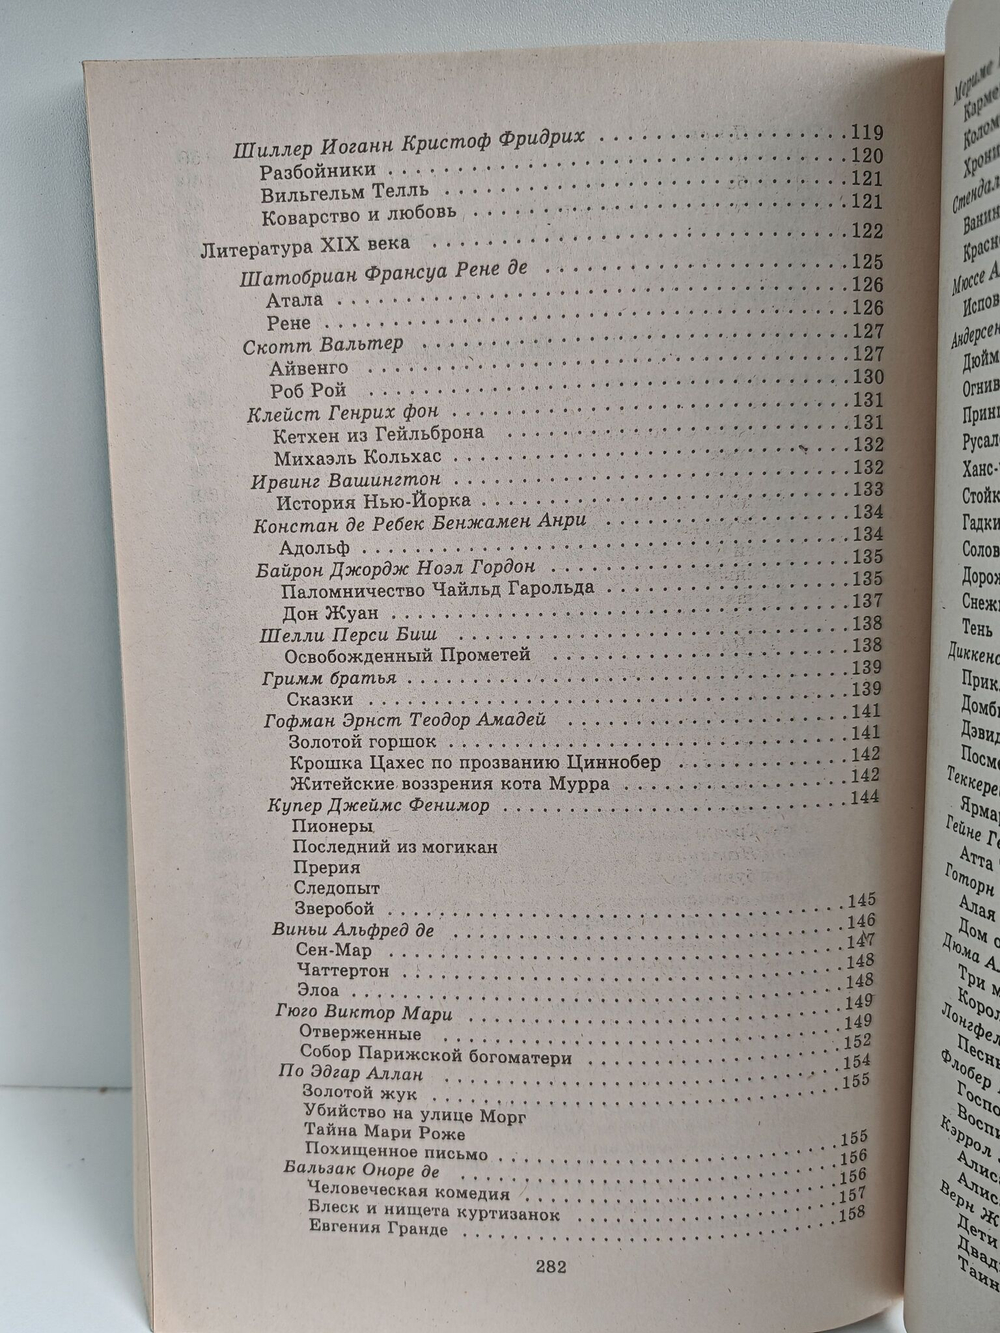 Шиллер Иоганн Кристоф Фридрих . . . 119
Разбойники . . . 120
Вильгельм Телль . . . 121
Коварство и любовь . . . 121
Литература XIX века . . . 122
Шатобриан Франсуа Рене де . . . 125
Атала . . . 126
Рене . . . 126
Скотт Вальтер . . . 127
Айвенго . . . 127
Роб Рой . . . 130
Клейст Генрих фон . . . 131
Кетхен из Гейльброна . . . 131
Михаэль Кольхас . . . 132
Ирвинг Вашингтон . . . 132
История Нью-Йорка . . . 133
Констан де Ребек Бенжамен Анри . . . 134
Адольф . . . 134
Байрон Джордж Ноэл Гордон . . . 135
Паломничество Чайльд Гарольда . . . 135
Дон Жуан . . . 137
Шелли Перси Биш . . . 138
Освобожденный Прометей . . . 138
Гримм братья . . . 139
Сказки . . . 139
Гофман Эрнст Теодор Амадей . . . 141
Золотой горшок . . . 141
Крошка Цахес по прозванию Циннобер . . . 142
Житейские воззрения кота Мурра . . . 142
Купер Джеймс Фенимор . . . 144
Пионеры
Последний из могикан
Прерия
Следопыт
Зверобой . . . 145
Виньи Альфред де . . . 146
Сен-Мар . . . 147
Чаттертон . . . 148
Элоа . . . 148
Гюго Виктор Мари . . . 149
Отверженные . . . 149
Собор Парижской богоматери . . . 152
По Эдгар Аллан . . . 154
Золотой жук . . . 155
Убийство на улице Морг
Тайна Мари Роже
Похищенное письмо . . . 155
Бальзак Оноре де . . . 156
Человеческая комедия . . . 156
Блеск и нищета куртизанок . . . 157
Евгения Гранде . . . 158
282
Мериме
Карме
Колом
Хрони
Стендал
Ванин
Красн
Мюссе А
Испов
Андерсен
Дюйм
Огнив
Принц
Русал
Ханс-
Стойк
Гадки
Солов
Дорож
Снеж
Тень
Диккенс
Прик
Домб
Дэвид
Посм
Теккере
Ярма
Гейне Ге
Атта
Готорн
Алая
Дом с
Дюма А
Три м
Корол
Лонгфел
Песнь
Флобер
Госпо
Воспи
Кэррол
Алис
Алис
Верн Ж
Дети
Двад
Таин